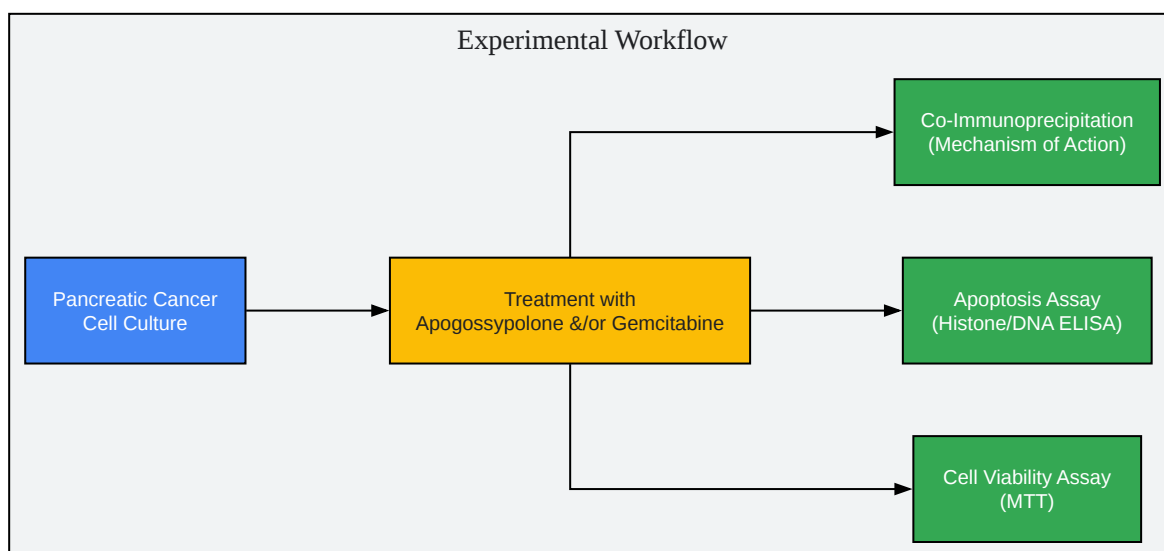 Experimental Workflow
Co-Immunoprecipitation
(Mechanism of Action)
Pancreatic Cancer
Cell Culture
Treatment with
Apogossypolone &/or Gemcitabine
Apoptosis Assay
(Histone/DNA ELISA)
Cell Viability Assay
(MTT)